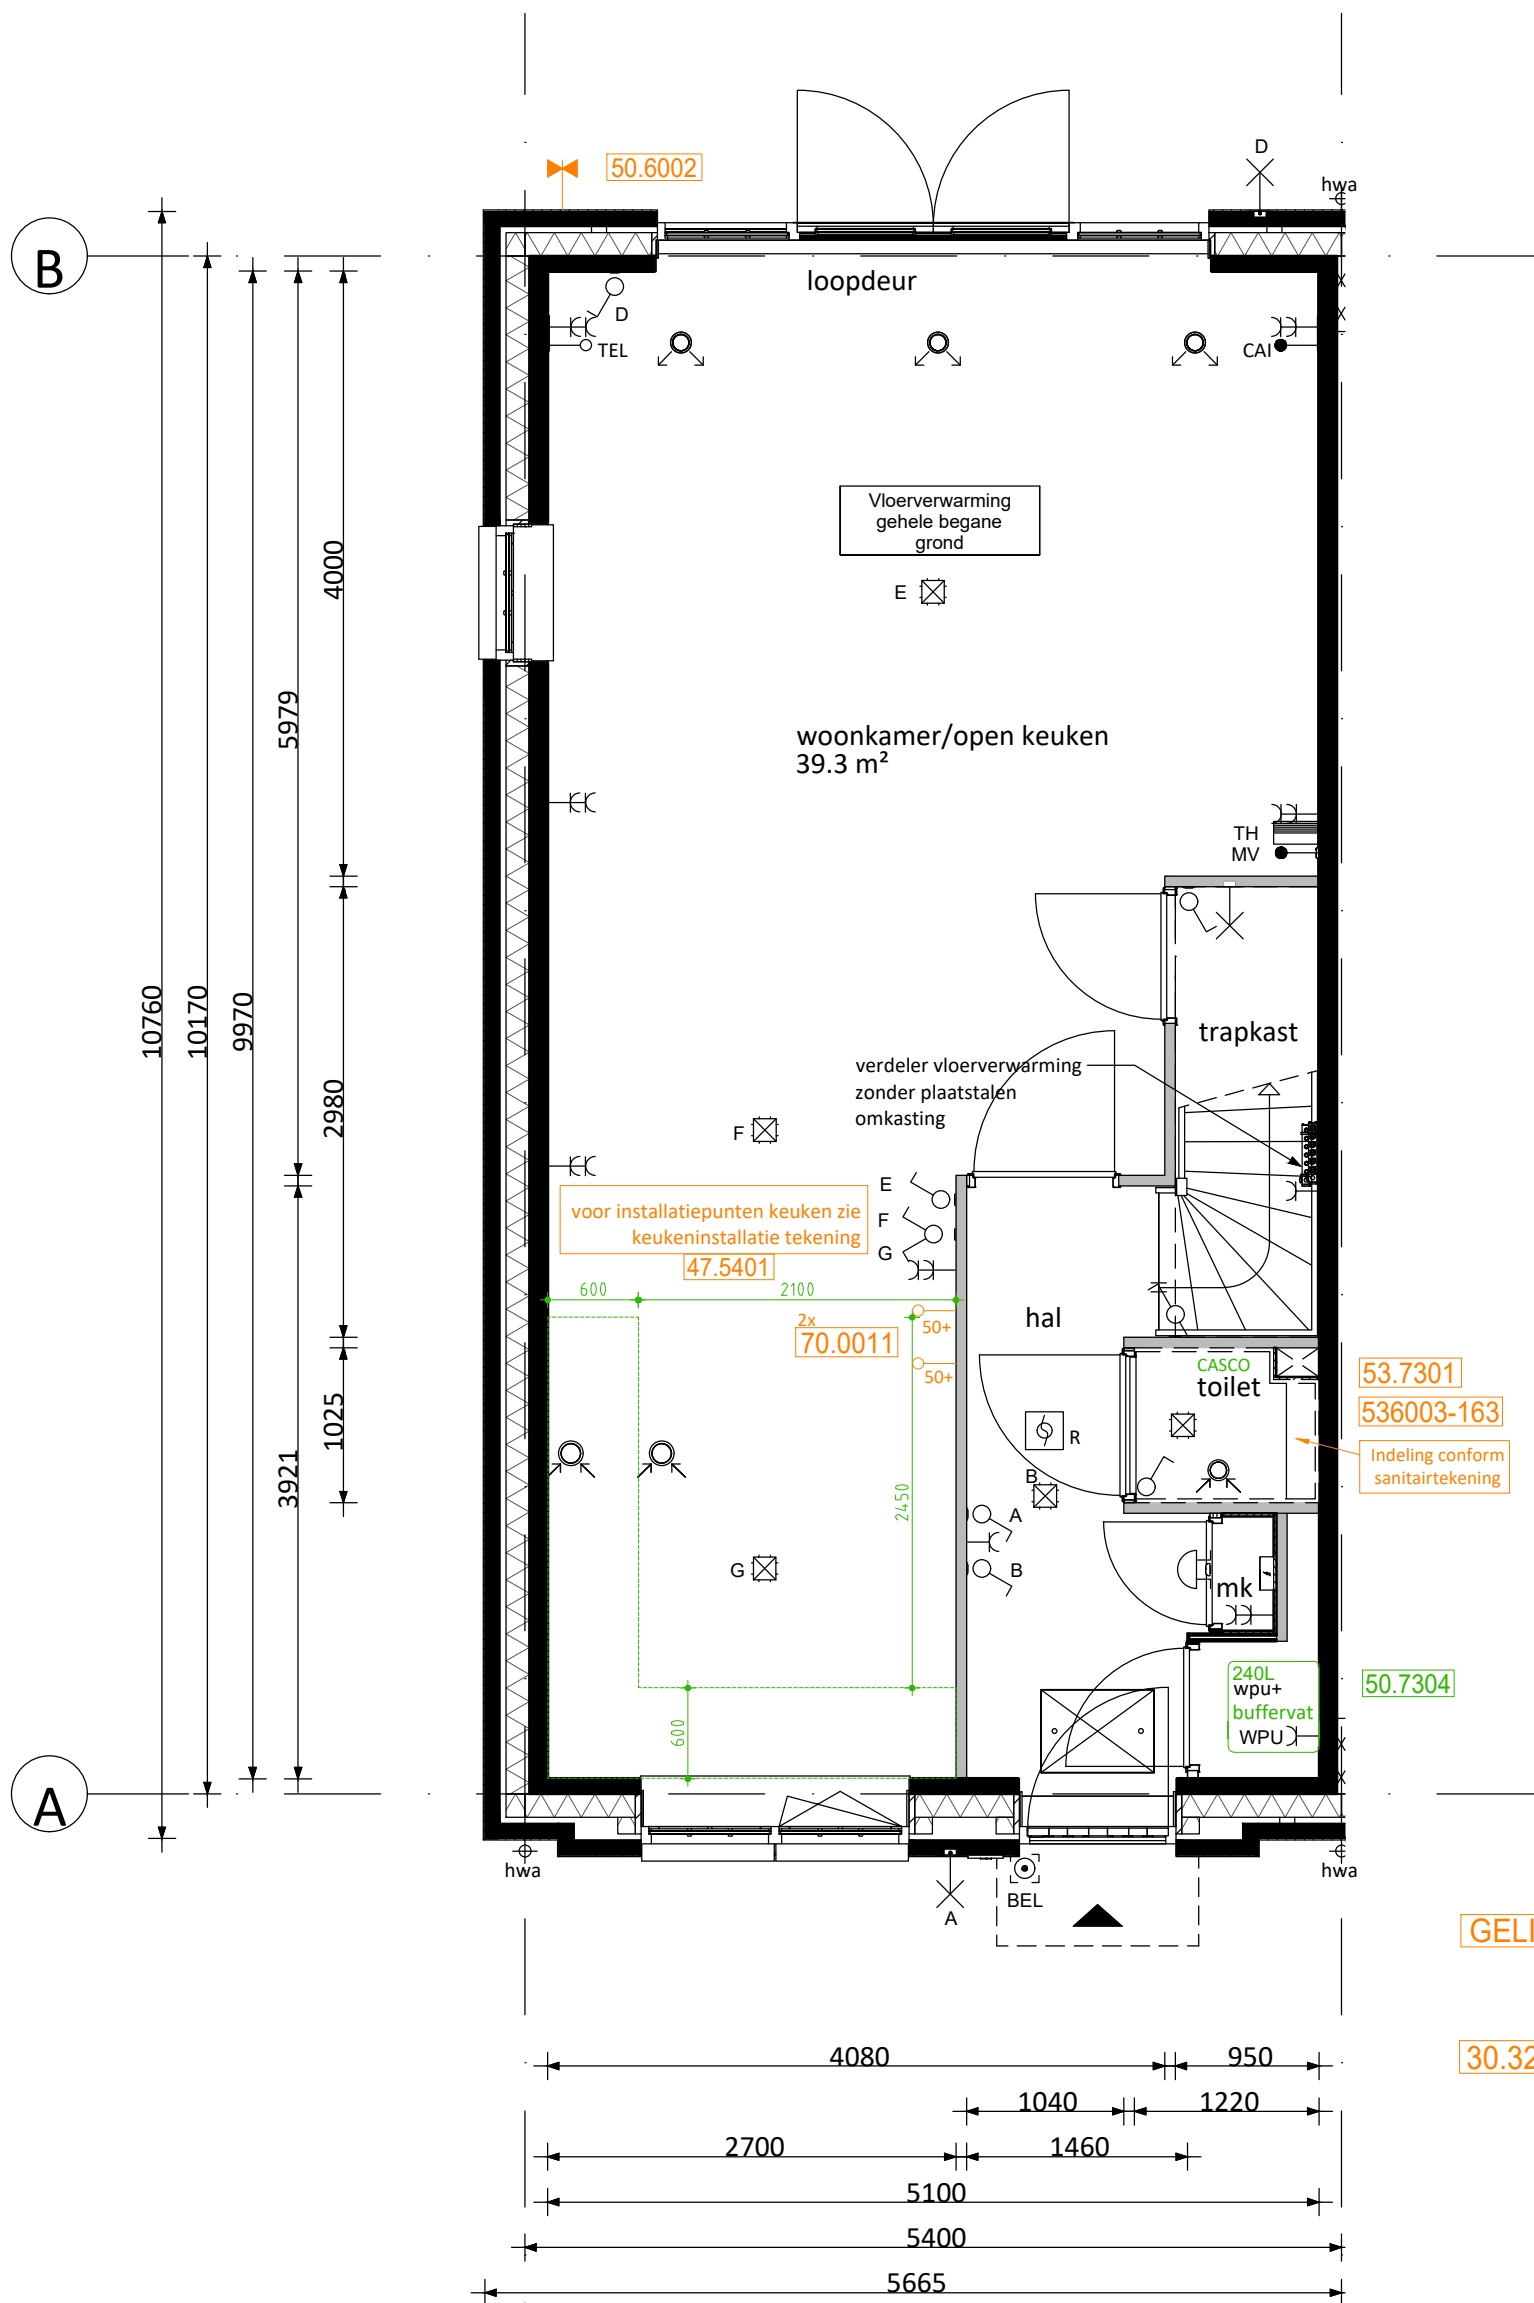 50.6002
D
hwa
B
loopdeur
D
TEL
CAI
Vloerverwarming
gehele begane
grond
E
4000
5979
woonkamer/open keuken
39.3 m²
TH
MV
10760
10170
9970
2980
trapkast
verdeler vloerverwarming
zonder plaatstalen
omkasting
F
E
F
G
voor installatiepunten keuken zie
keukeninstallatie tekening
47.5401
600
2100
2x
70.0011
50+
50+
hal
CASCO
toilet
53.7301
536003-163
Indeling conform
sanitairtekening
1025
3921
R
B
2450
A
B
G
mk
240L
wpu+
buffervat
WPU
50.7304
600
A
hwa
hwa
BEL
A
GELI
30.32
4080
950
1040
1220
2700
1460
5100
5400
5665